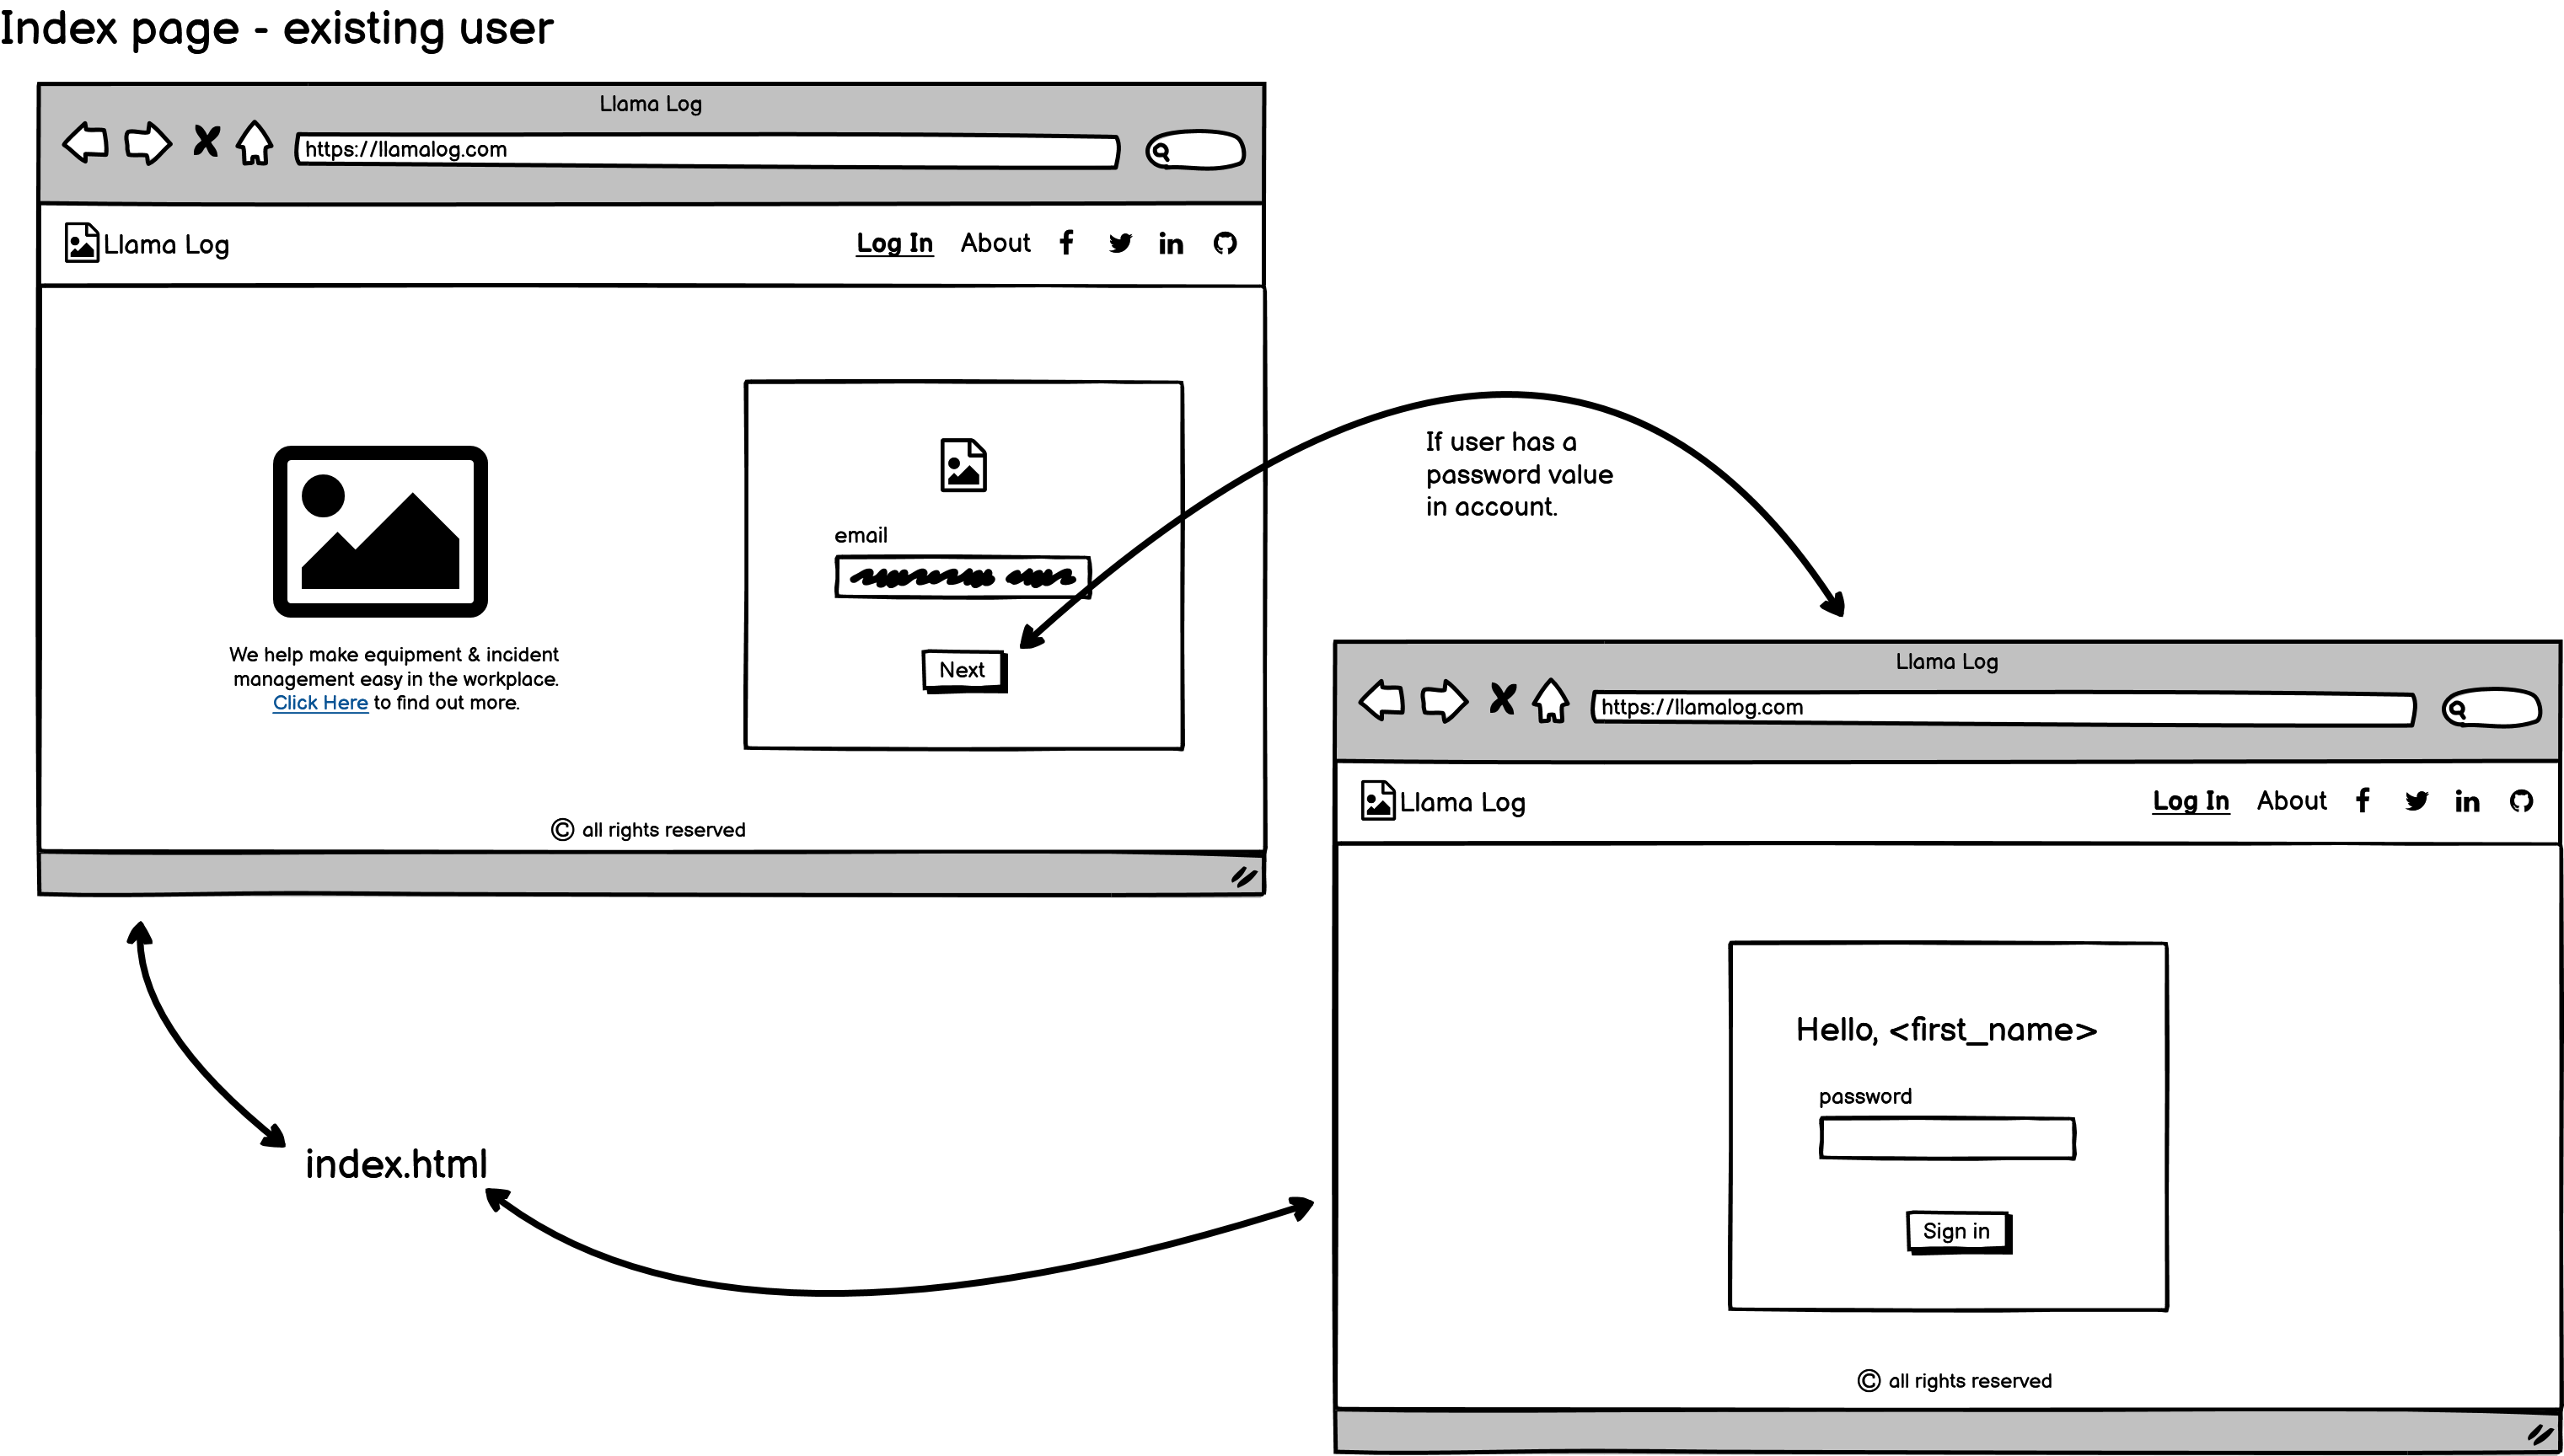 Index page - existing user
Llama Log
https://llamalog.com
Llama Log
Log In About
email
We help make equipment & incident
management easy in the workplace.
Click Here to find out more.
Next
© all rights reserved
If user has a
password value
in account.
Llama Log
https://llamalog.com
Llama Log
Log In About
Hello, <first_name>
password
Sign in
© all rights reserved
index.html